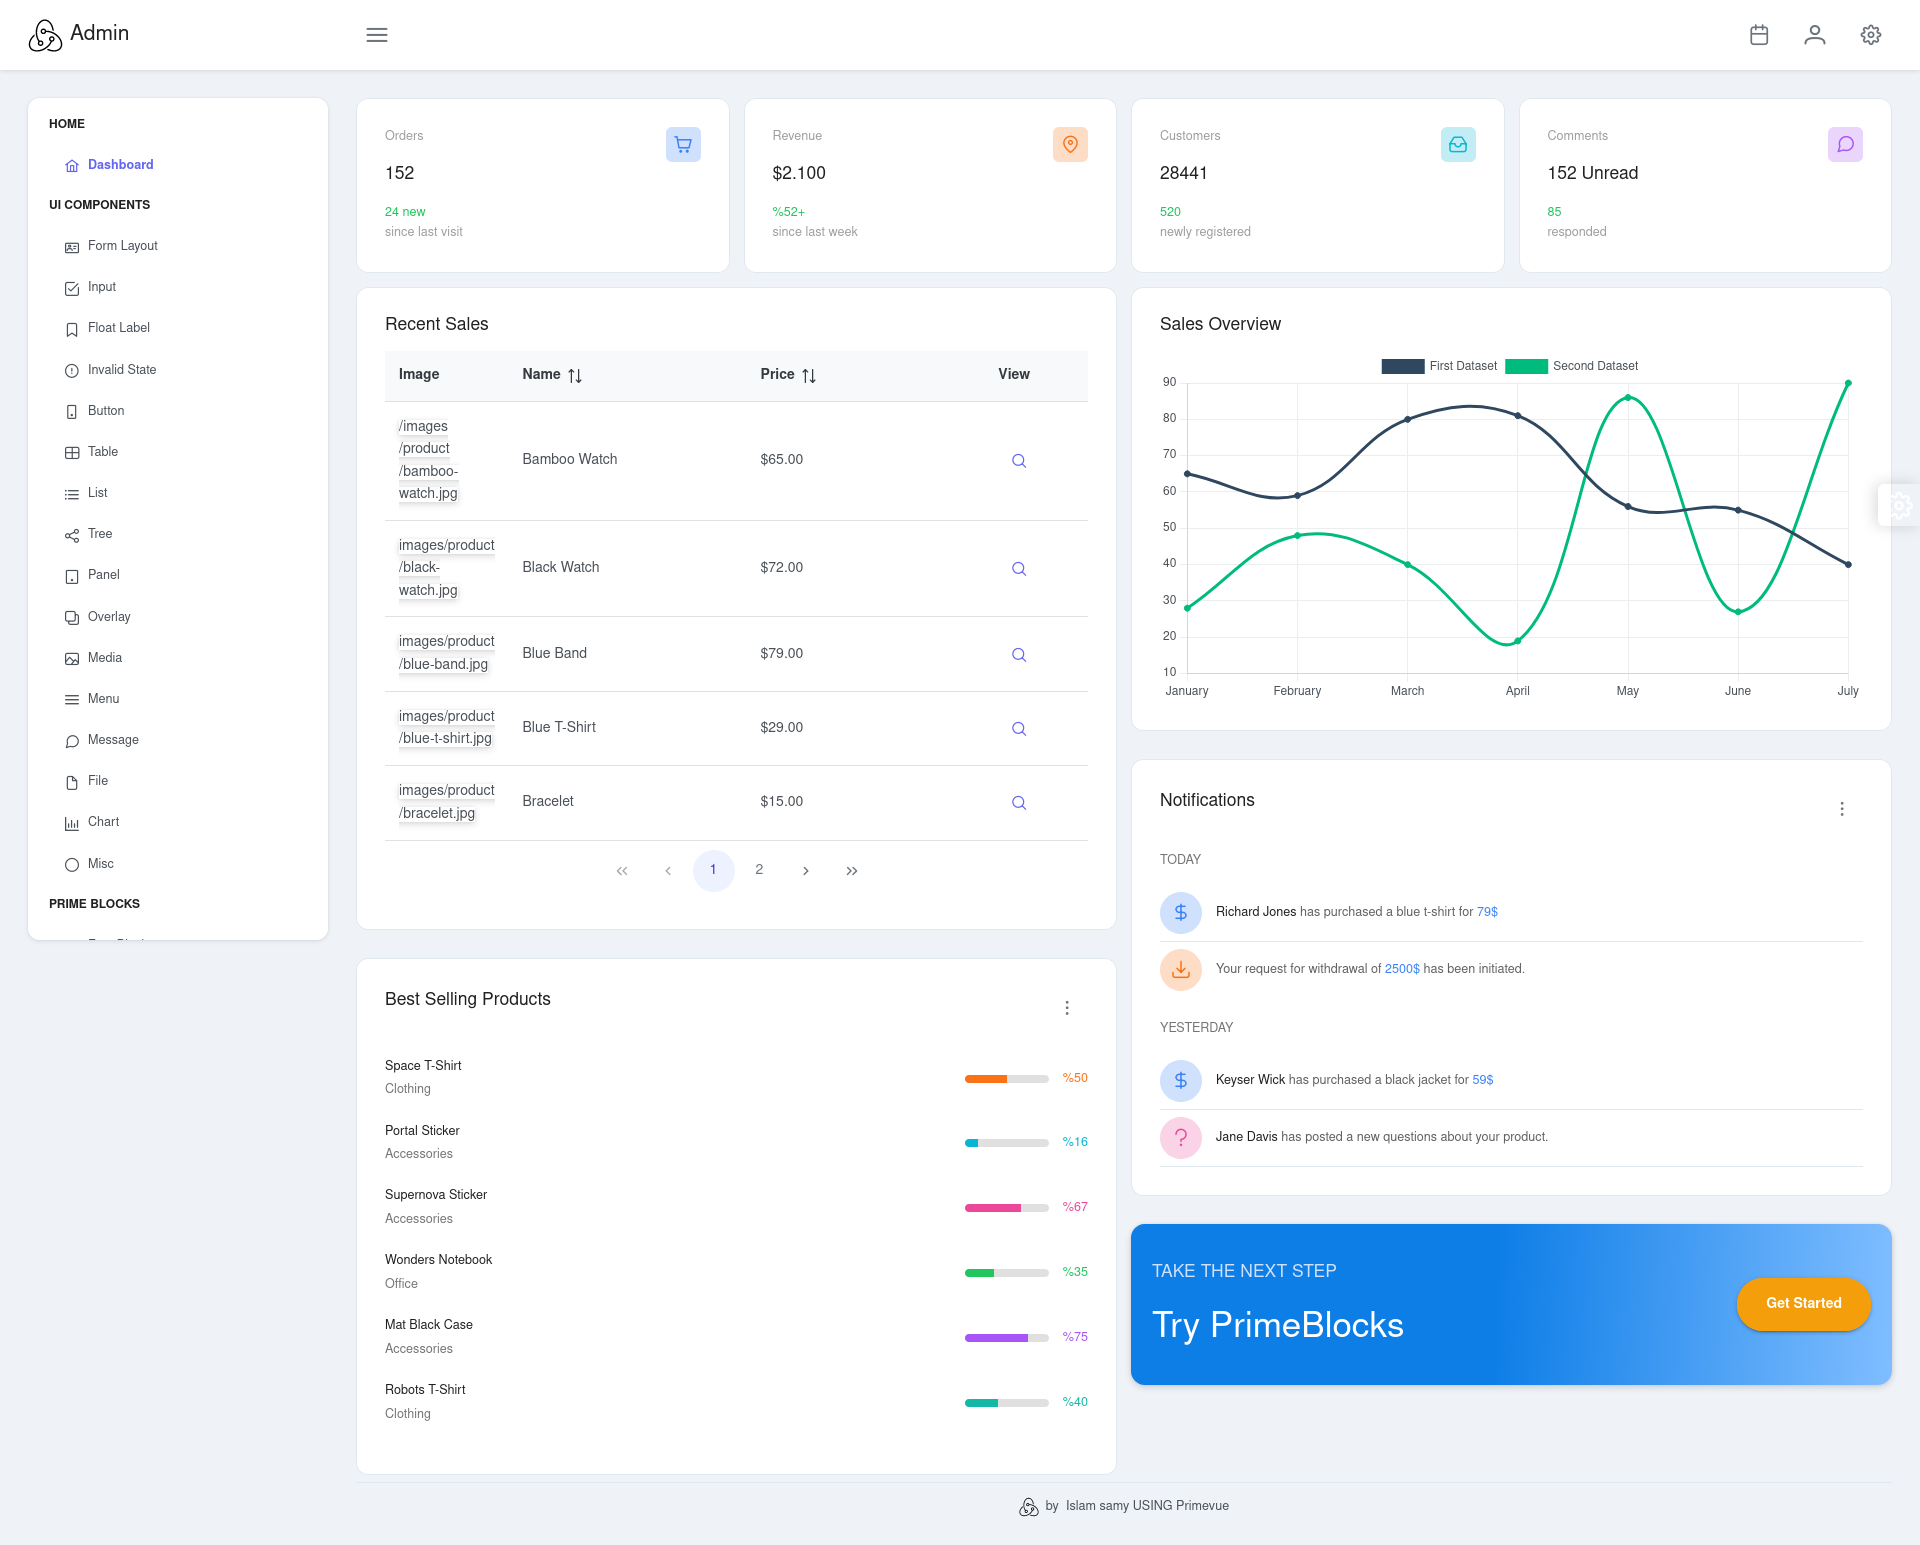 Admin
HOME
Dashboard
UI COMPONENTS
Form Layout
Input
Float Label
Invalid State
Button
Table
List
Tree
Panel
Overlay
Media
Menu
Message
File
Chart
Misc
PRIME BLOCKS
Orders
152
24 new
since last visit
Revenue
$2.100
%52+
since last week
Customers
28441
520
newly registered
Comments
152 Unread
85
responded
Recent Sales
Image Name Price View
/images
/product
/bamboo-
watch.jpg
Bamboo Watch $65.00
images/product
/black-
watch.jpg
Black Watch $72.00
images/product
/blue-band.jpg
Blue Band $79.00
images/product
/blue-t-shirt.jpg
Blue T-Shirt $29.00
images/product
/bracelet.jpg
Bracelet $15.00
1 2
Best Selling Products
Space T-Shirt
Clothing
%50
Portal Sticker
Accessories
%16
Supernova Sticker
Accessories
%67
Wonders Notebook
Office
%35
Mat Black Case
Accessories
%75
Robots T-Shirt
Clothing
%40
Sales Overview
First Dataset Second Dataset
90
80
70
60
50
40
30
20
10
January February March April May June July
Notifications
TODAY
Richard Jones has purchased a blue t-shirt for 79$
Your request for withdrawal of 2500$ has been initiated.
YESTERDAY
Keyser Wick has purchased a black jacket for 59$
Jane Davis has posted a new questions about your product.
TAKE THE NEXT STEP
Try PrimeBlocks
Get Started
by Islam samy USING Primevue